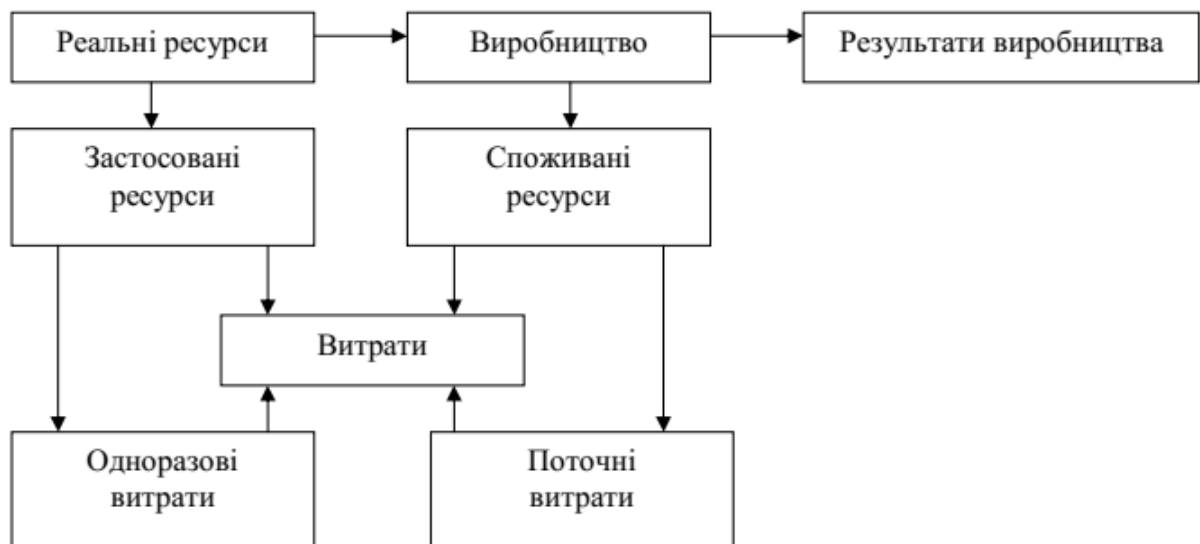 Реальні ресурси
Виробництво
Результати виробництва
Застосовані
ресурси
Споживані
ресурси
Витрати
Одноразові
витрати
Поточні
витрати